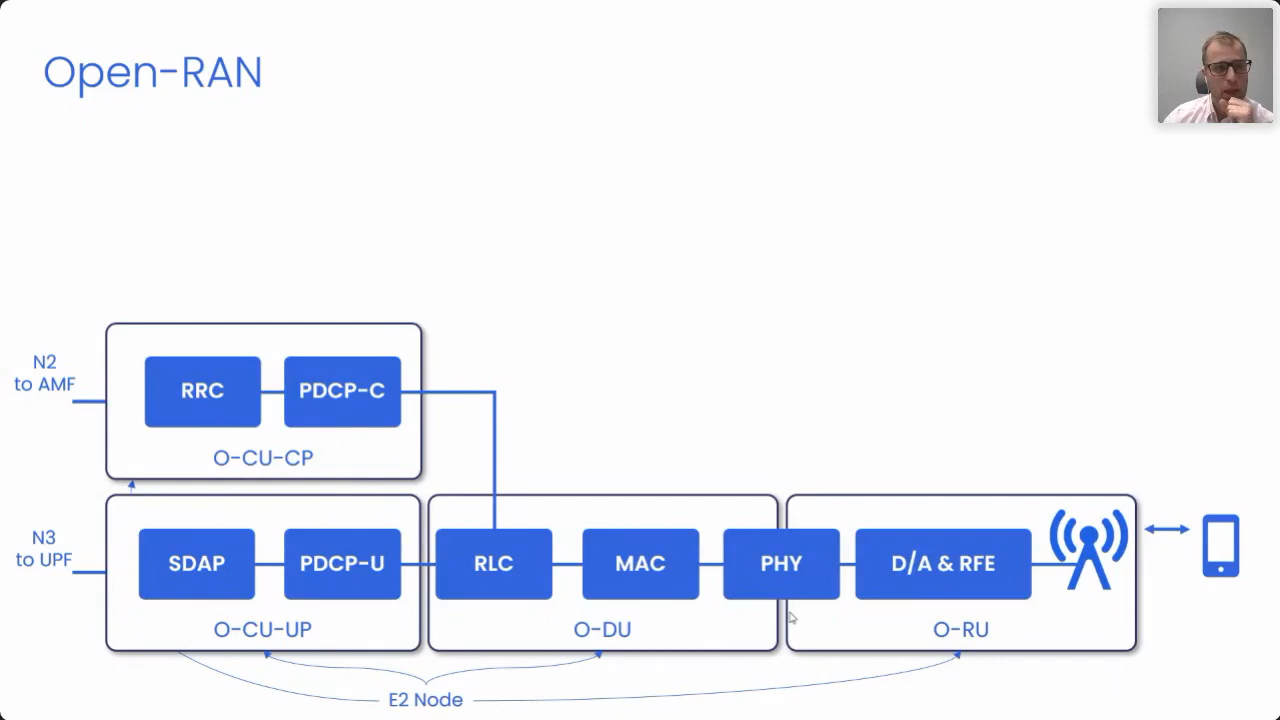 Open-RAN
N2
to AMF
RRC
PDCP-C
O-CU-CP
N3
to UPF
SDAP
PDCP-U
RLC
MAC
PHY
D/A & RFE
O-CU-UP
O-DU
O-RU
E2 Node